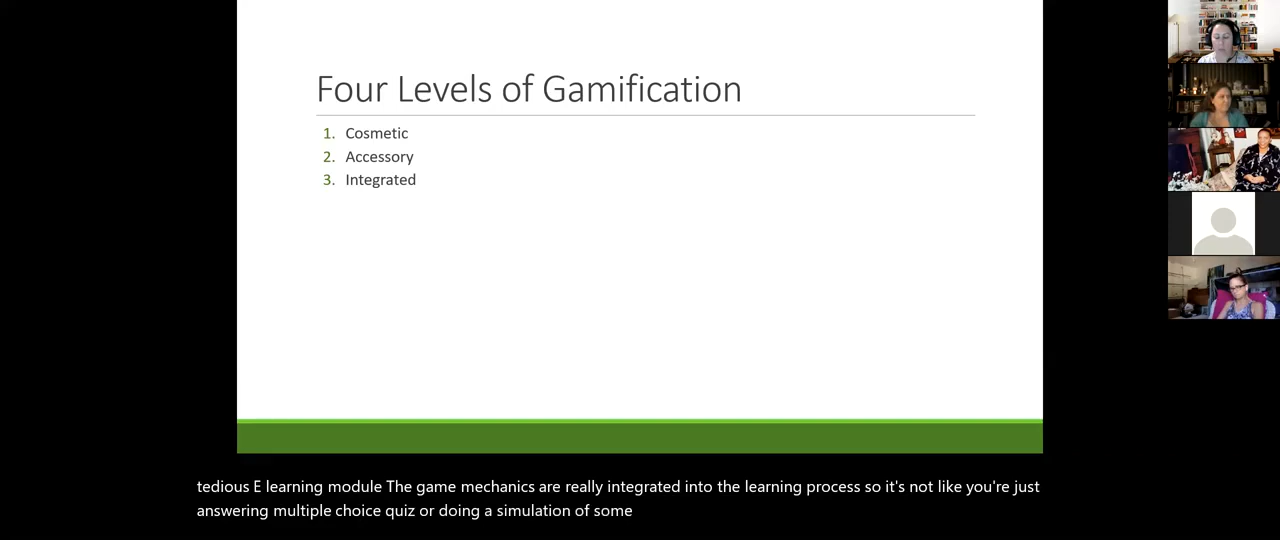 Four Levels of Gamification
1. Cosmetic
2. Accessory
3. Integrated
tedious E learning module The game mechanics are really integrated into the learning process so it's not like you're just
answering multiple choice quiz or doing a simulation of some